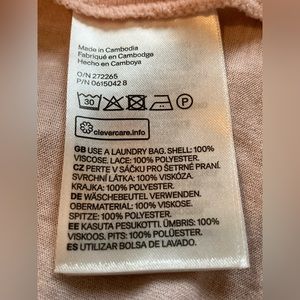 Made in Cambodia
Fabriqué en Cambodge
Hecho en Camboya
O/N 272265
P/N 0615042 8
30
P
clevercare.info
GB USE A LAUNDRY BAG. SHELL: 100%
VISCOSE. LACE: 100% POLYESTER.
CZ PERTE V SÁČKU PRO ŠETRNÉ PRANÍ.
SVRCHNÍ LÁTKA: 100% VISKÓZA.
KRAJKA: 100% POLYESTER.
DE WÄSCHEBEUTEL VERWENDEN.
OBERMATERIAL: 100% VISKOSE.
SPITZE: 100% POLYESTER.
EE KASUTA PESUKOTTI. ÜMBRIS: 100%
VISKOOS. PITS: 100% POLÜESTER.
ES UTILIZAR BOLSA DE LAVADO.